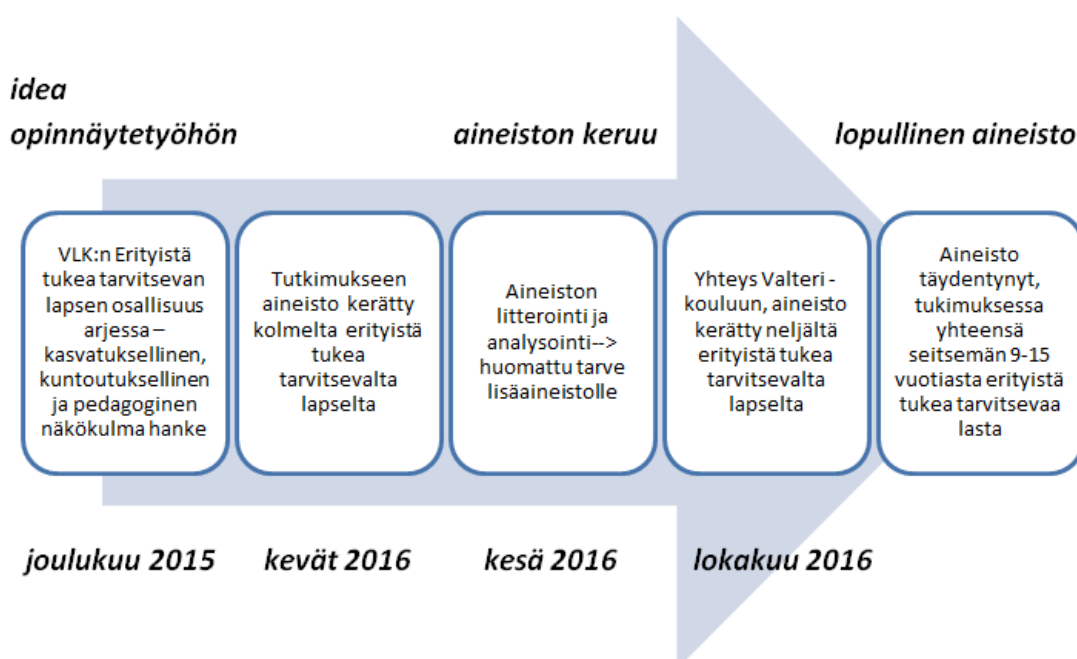 idea
opinnäytetyöhön
aineiston keruu
lopullinen aineisto
VLK:n Erityistä
tukea tarvitsevan
lapsen osallisuus
arjessa –
kasvatuksellinen,
kuntoutuksellinen
ja pedagoginen
näkökulma hanke
Tutkimukseen
aineisto kerätty
kolmelta erityistä
tukea
tarvitsevalta
lapselta
Aineiston
litterointi ja
analysointi-->
huomattu tarve
lisäaineistolle
Yhteys Valteri -
kouluun, aineisto
kerätty neljältä
erityistä tukea
tarvitsevalta
lapselta
Aineisto
täydentynyt,
tukimuksessa
yhteensä
seitsemän 9-15
vuotiasta erityistä
tukea tarvitsevaa
lasta
joulukuu 2015
kevät 2016
kesä 2016
lokakuu 2016